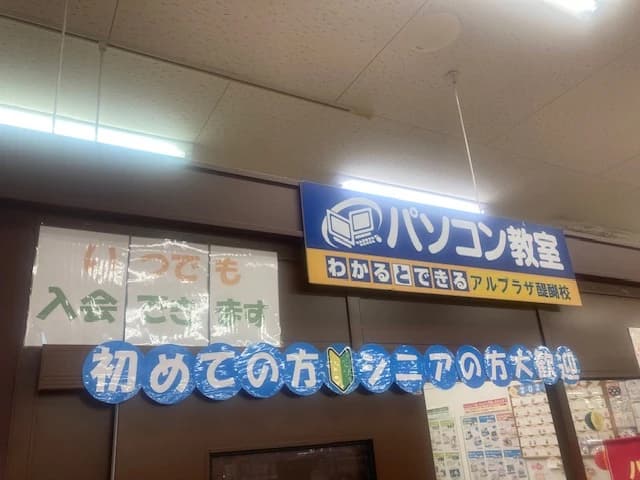 いつでも
入会できます
パソコン教室
わかるとできる アルプラザ醍醐校
初めての方 シニアの方大歓迎